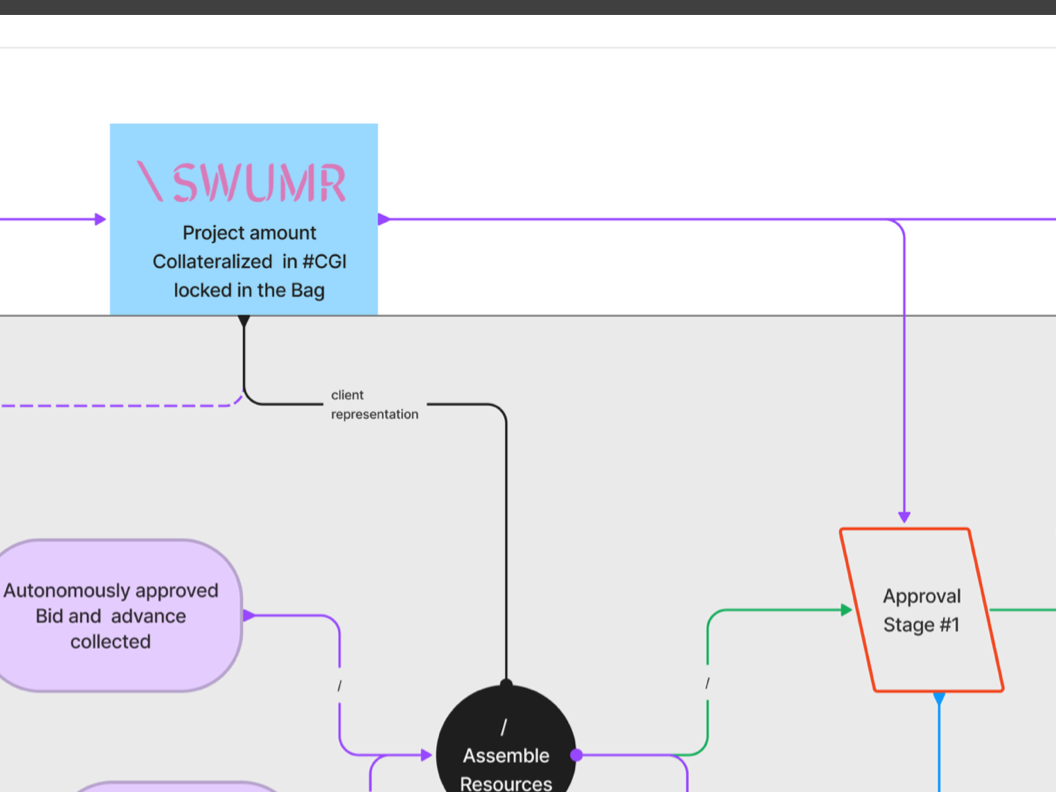 \SWUMR
Project amount
Collateralized in #CGI
locked in the Bag
client
representation
Autonomously approved
Bid and advance
collected
/
/
Approval
Stage #1
/
Assemble
Resources